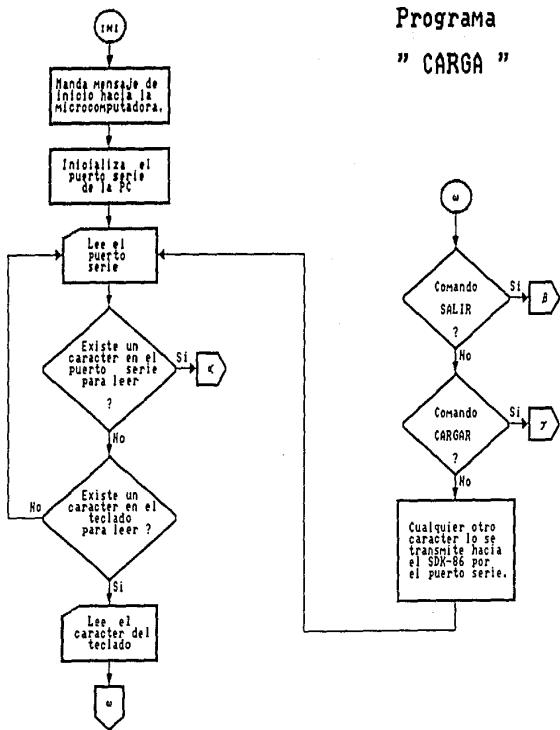 Programa
" CARGA "
INI
Manda mensaje de
inicio hacia la
microcomputadora.
Inicializa el
puerto serie
de la PC
Lee el
puerto
serie
Existe un
caracter en el
puerto serie
para leer
?
Si
∝
No
Existe un
caracter en el
teclado
para leer ?
No
Si
Lee el
caracter del
teclado
ω
ω
Comando
SALIR
?
Si
β
No
Comando
CARGAR
?
Si
γ
No
Cualquier otro
caracter lo se
transmite hacia
el SDK-86 por
el puerto serie.